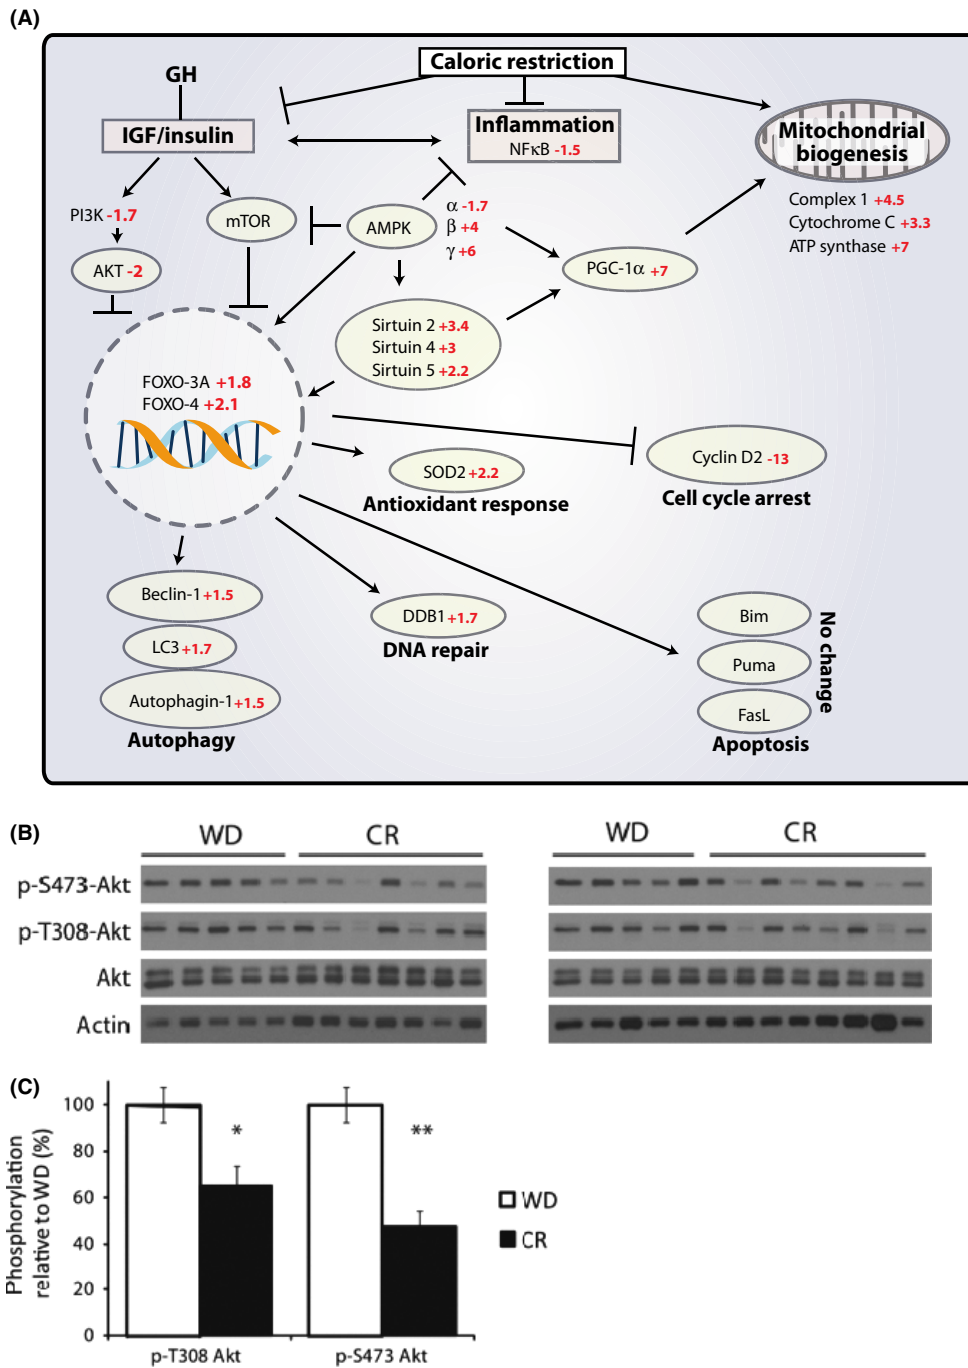 (A)
Caloric restriction
GH
IGF/insulin
Inflammation
NFκB -1.5
Mitochondrial
biogenesis
Complex 1 +4.5
Cytochrome C +3.3
ATP synthase +7
PI3K -1.7
mTOR
AMPK
α -1.7
β +4
γ +6
AKT -2
PGC-1α +7
Sirtuin 2 +3.4
Sirtuin 4 +3
Sirtuin 5 +2.2
FOXO-3A +1.8
FOXO-4 +2.1
SOD2 +2.2
Antioxidant response
Cyclin D2 -13
Cell cycle arrest
Beclin-1 +1.5
LC3 +1.7
Autophagin-1 +1.5
Autophagy
DDB1 +1.7
DNA repair
Bim
Puma
FasL
No change
Apoptosis
(B)
WD CR WD CR
p-S473-Akt
p-T308-Akt
Akt
Actin
(C)
Phosphorylation
relative to WD (%)
100
80
60
40
20
0
*
**
WD
CR
p-T308 Akt p-S473 Akt